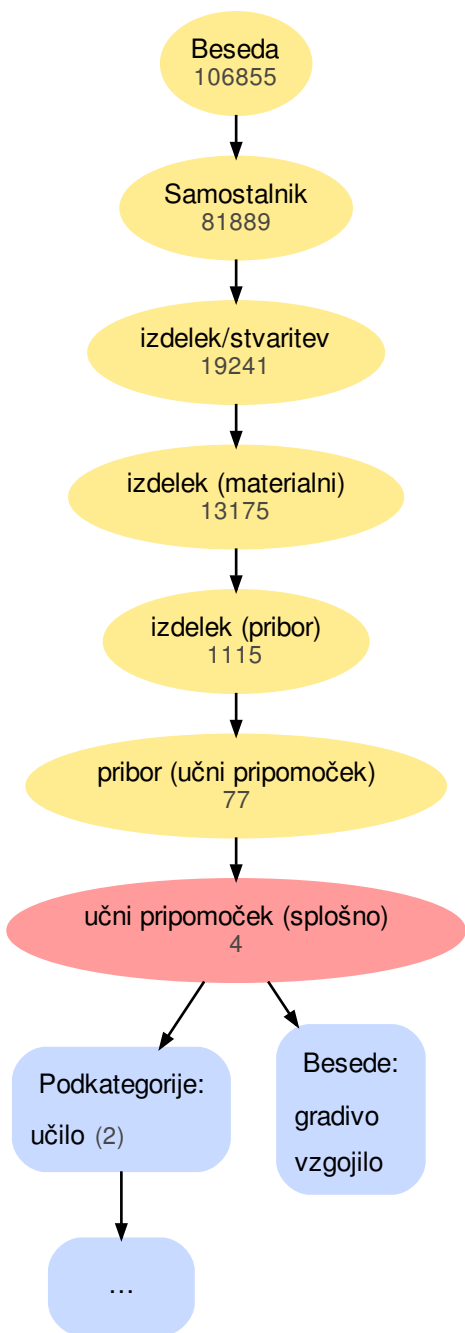 Beseda
106855
Samostalnik
81889
izdelek/stvaritev
19241
izdelek (materialni)
13175
izdelek (pribor)
1115
pribor (učni pripomoček)
77
učni pripomoček (splošno)
4
Podkategorije:
učilo (2)
Besede:
gradivo
vzgojilo
...